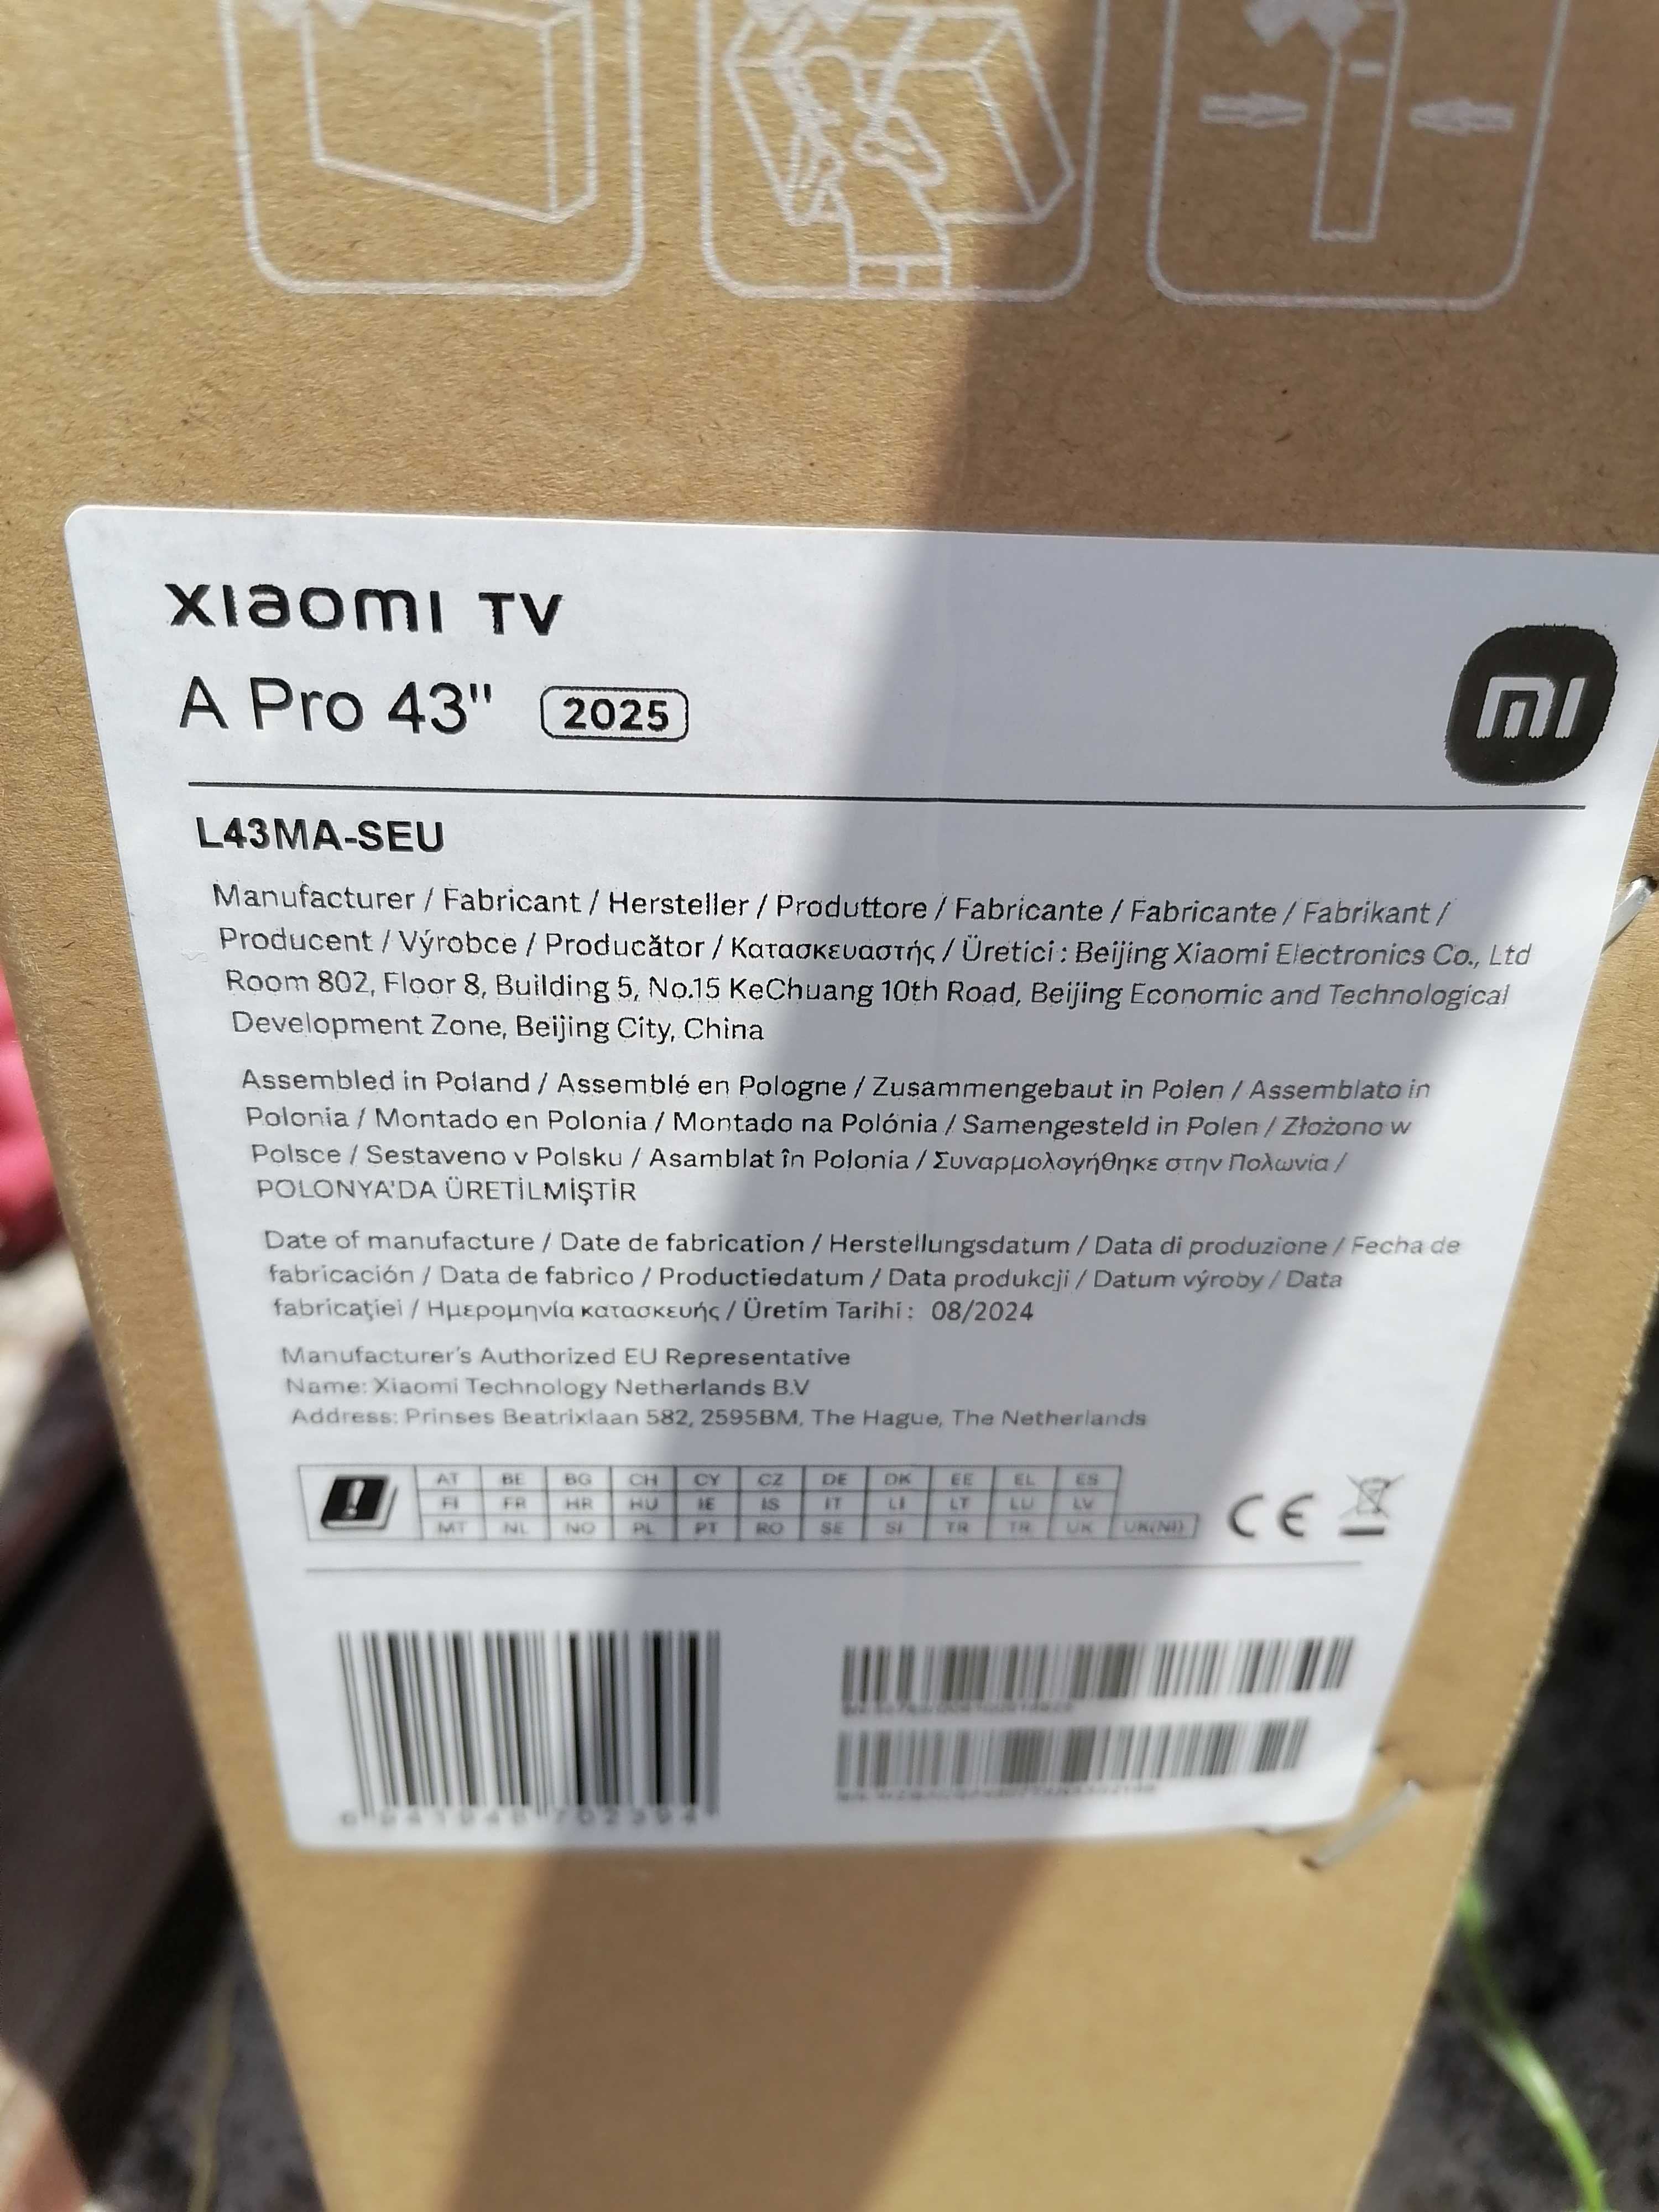 xiaomi TV
A Pro 43" 2025
mi
L43MA-SEU
Manufacturer / Fabricant / Hersteller / Produttore / Fabricante / Fabricante / Fabrikant /
Producent / Výrobce / Producător / Κατασκευαστής / Üretici : Beijing Xiaomi Electronics Co., Ltd
Room 802, Floor 8, Building 5, No.15 KeChuang 10th Road, Beijing Economic and Technological
Development Zone, Beijing City, China
Assembled in Poland / Assemblé en Pologne / Zusammengebaut in Polen / Assemblato in
Polonia / Montado en Polonia / Montado na Polónia / Samengesteld in Polen / Złożono w
Polsce / Sestaveno v Polsku / Asamblat în Polonia / Συναρμολογήθηκε στην Πολωνία /
POLONYA'DA ÜRETİLMİŞTİR
Date of manufacture / Date de fabrication / Herstellungsdatum / Data di produzione / Fecha de
fabricación / Data de fabrico / Productiedatum / Data produkcji / Datum výroby / Data
fabricaţiei / Ημερομηνία κατασκευής / Üretim Tarihi : 08/2024
Manufacturer's Authorized EU Representative
Name: Xiaomi Technology Netherlands B.V
Address: Prinses Beatrixlaan 582, 2595BM, The Hague, The Netherlands
AT BE BG CH CY CZ DE DK EE EL ES
FI FR HR HU IE IS IT LI LT LU LV
MT NL NO PL PT RO SE SI TR TR UK UK(NI)
CE